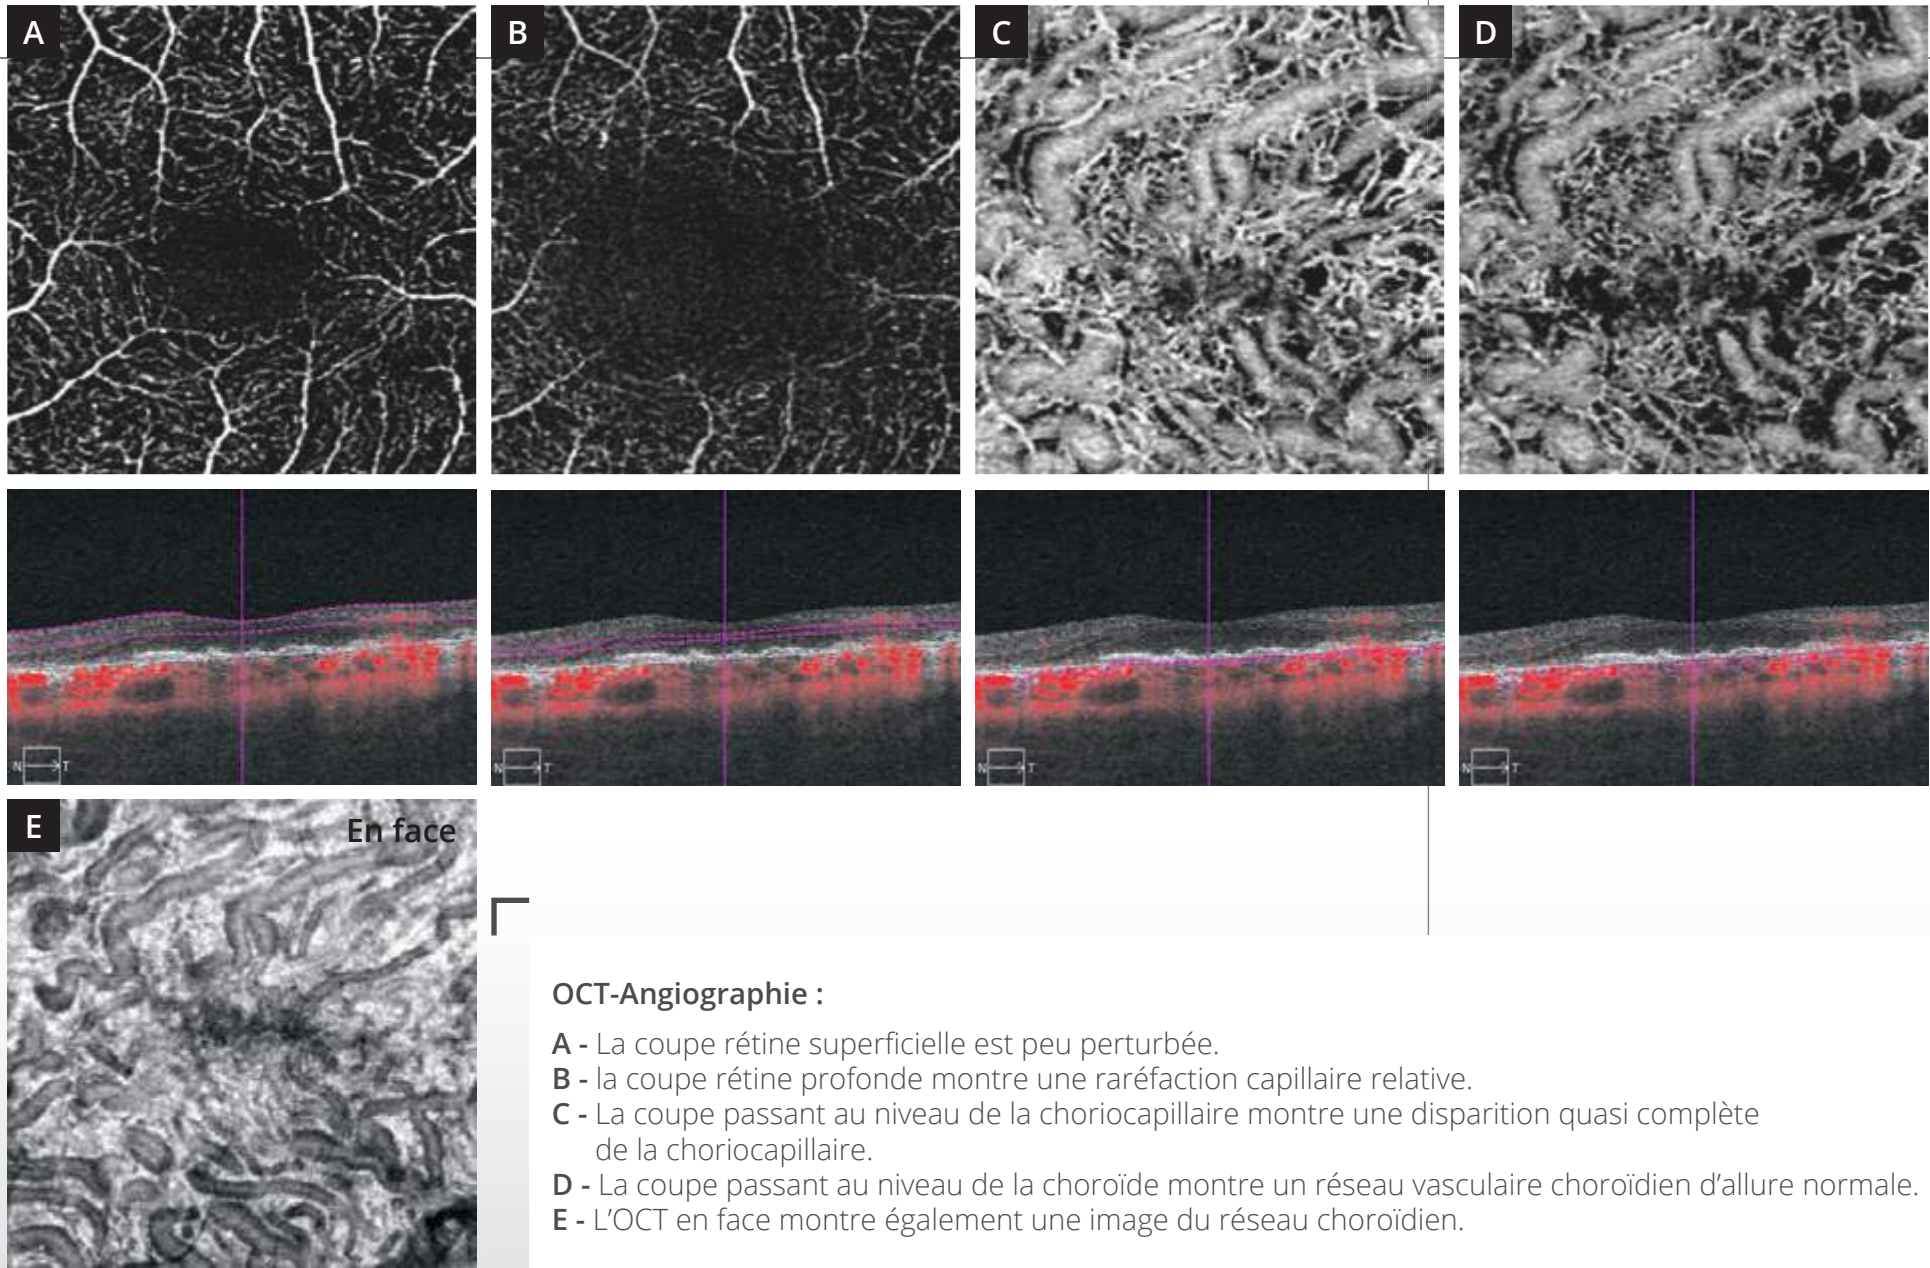 A
B
C
D
N T
N T
N T
N T
E
En face
OCT-Angiographie :
A - La coupe rétine superficielle est peu perturbée.
B - la coupe rétine profonde montre une raréfaction capillaire relative.
C - La coupe passant au niveau de la choriocapillaire montre une disparition quasi complète
de la choriocapillaire.
D - La coupe passant au niveau de la choroïde montre un réseau vasculaire choroïdien d’allure normale.
E - L’OCT en face montre également une image du réseau choroïdien.